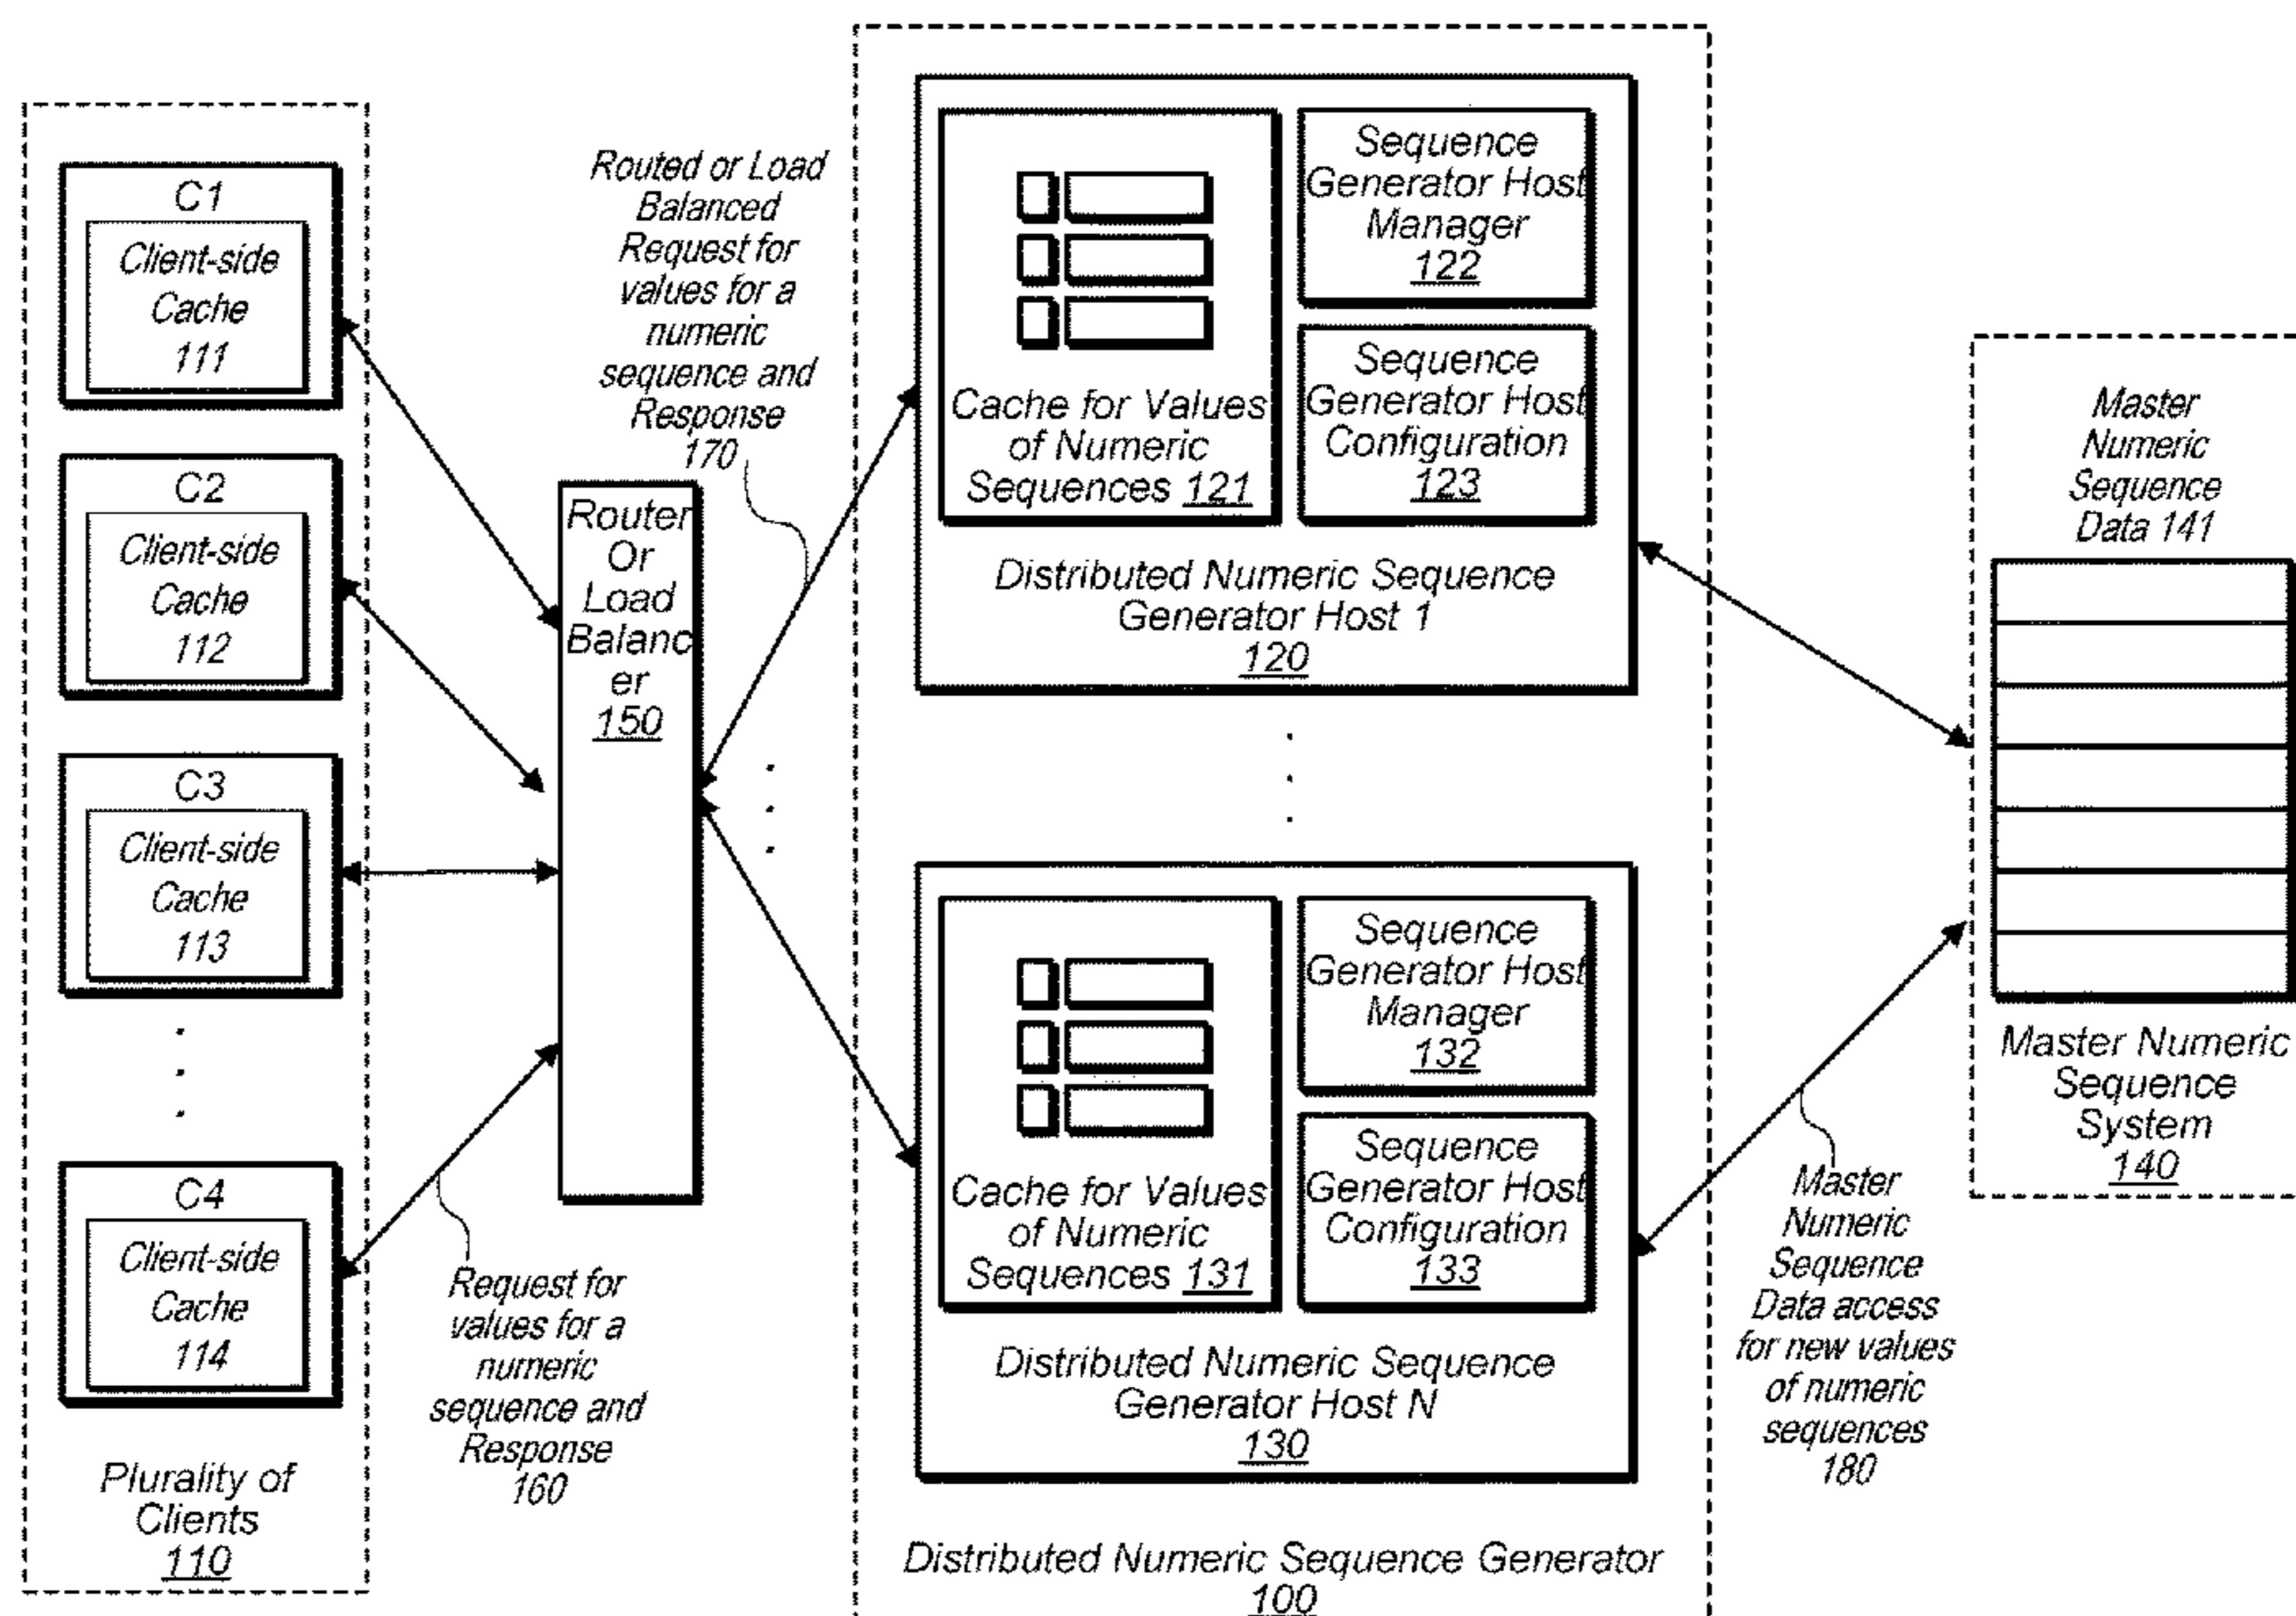 C1
Client-side
Cache
111
C2
Client-side
Cache
112
C3
Client-side
Cache
113
C4
Client-side
Cache
114
Plurality of
Clients
110
Request for
values for a
numeric
sequence and
Response
160
Router
Or
Load
Balanc
er
150
Routed or Load
Balanced
Request for
values for a
numeric
sequence and
Response
170
Cache for Values
of Numeric
Sequences 121
Sequence
Generator Host
Manager
122
Sequence
Generator Host
Configuration
123
Distributed Numeric Sequence
Generator Host 1
120
Cache for Values
of Numeric
Sequences 131
Sequence
Generator Host
Manager
132
Sequence
Generator Host
Configuration
133
Distributed Numeric Sequence
Generator Host N
130
Distributed Numeric Sequence Generator
100
Master
Numeric
Sequence
Data access
for new values
of numeric
sequences
180
Master
Numeric
Sequence
Data 141
Master Numeric
Sequence
System
140